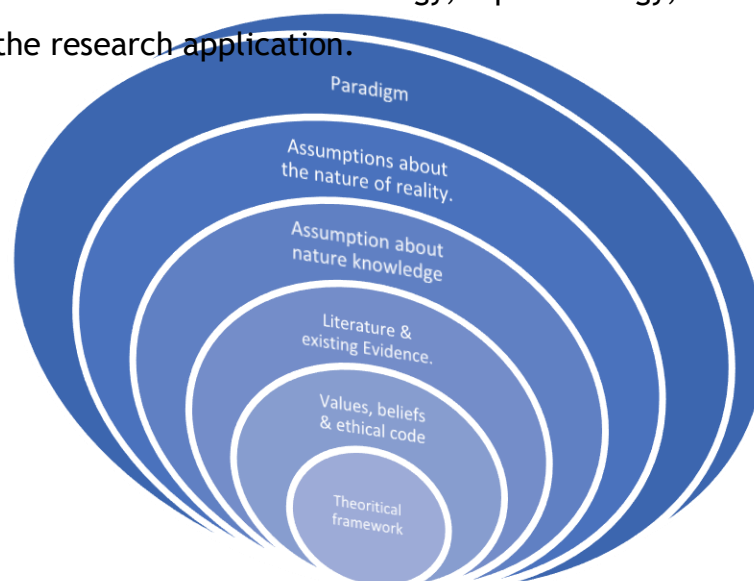 the research application.
Paradigm
Assumptions about
the nature of reality.
Assumption about
nature knowledge
Literature &
existing Evidence.
Values, beliefs
& ethical code
Theoritical
framework